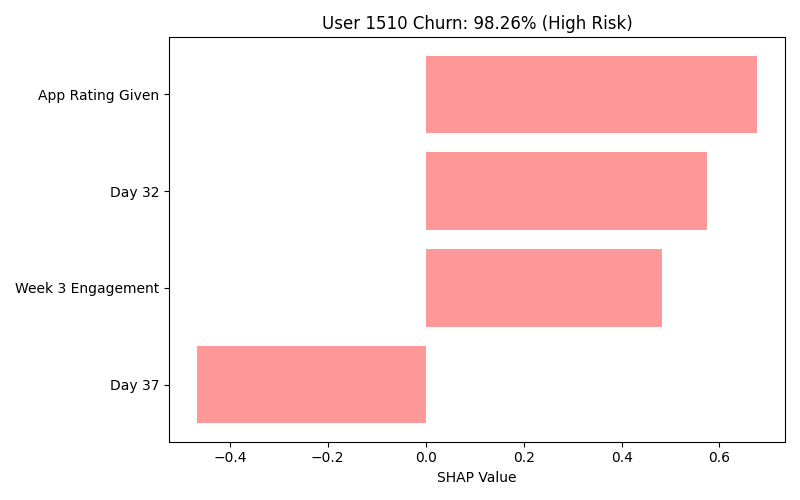 User 1510 Churn: 98.26% (High Risk)
App Rating Given
Day 32
Week 3 Engagement
Day 37
−0.4 −0.2 0.0 0.2 0.4 0.6
SHAP Value